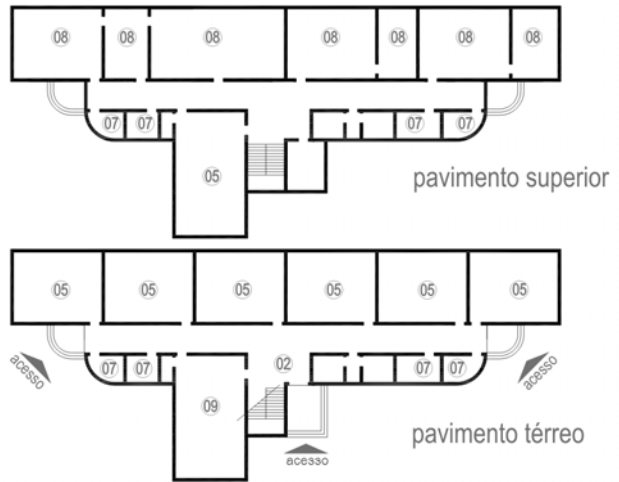 08 08 08 08 08 08 08
07 07 07 07
05
pavimento superior
05 05 05 05 05 05
02
acesso 07 07 07 07 acesso
09
pavimento térreo
acesso